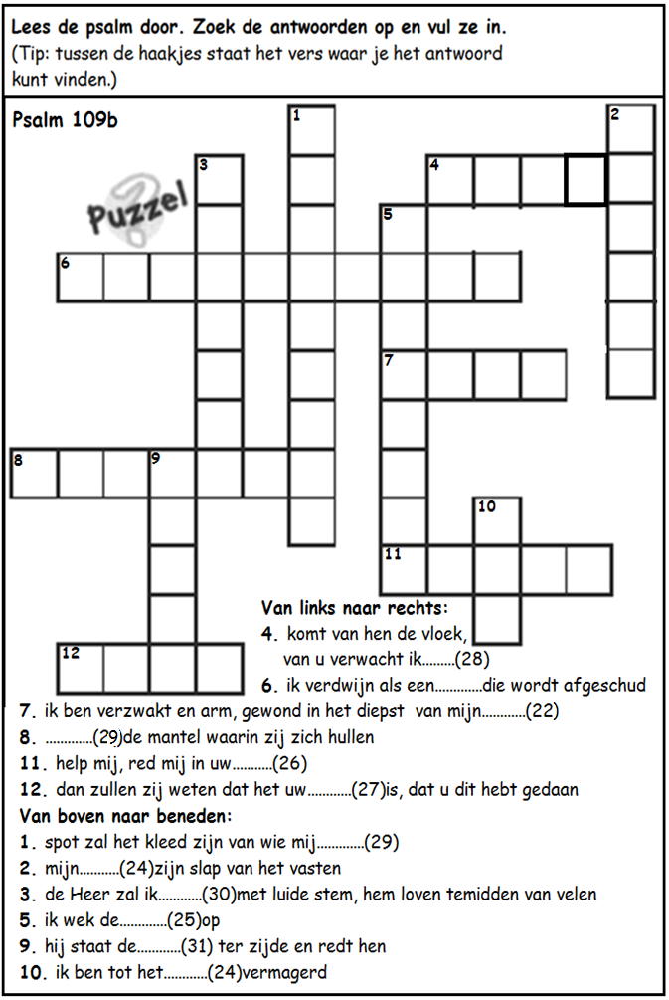 Lees de psalm door. Zoek de antwoorden op en vul ze in.
(Tip: tussen de haakjes staat het vers waar je het antwoord
kunt vinden.)
Psalm 109b
Puzzel
?
1
2
3
4
5
6
7
8
9
10
11
12
Van links naar rechts:
4. komt van hen de vloek,
van u verwacht ik.........(28)
6. ik verdwijn als een.............die wordt afgeschud
7. ik ben verzwakt en arm, gewond in het diepst van mijn............(22)
8. .............(29)de mantel waarin zij zich hullen
11. help mij, red mij in uw...........(26)
12. dan zullen zij weten dat het uw............(27)is, dat u dit hebt gedaan
Van boven naar beneden:
1. spot zal het kleed zijn van wie mij.............(29)
2. mijn...........(24)zijn slap van het vasten
3. de Heer zal ik............(30)met luide stem, hem loven temidden van velen
5. ik wek de.............(25)op
9. hij staat de............(31) ter zijde en redt hen
10. ik ben tot het............(24)vermagerd